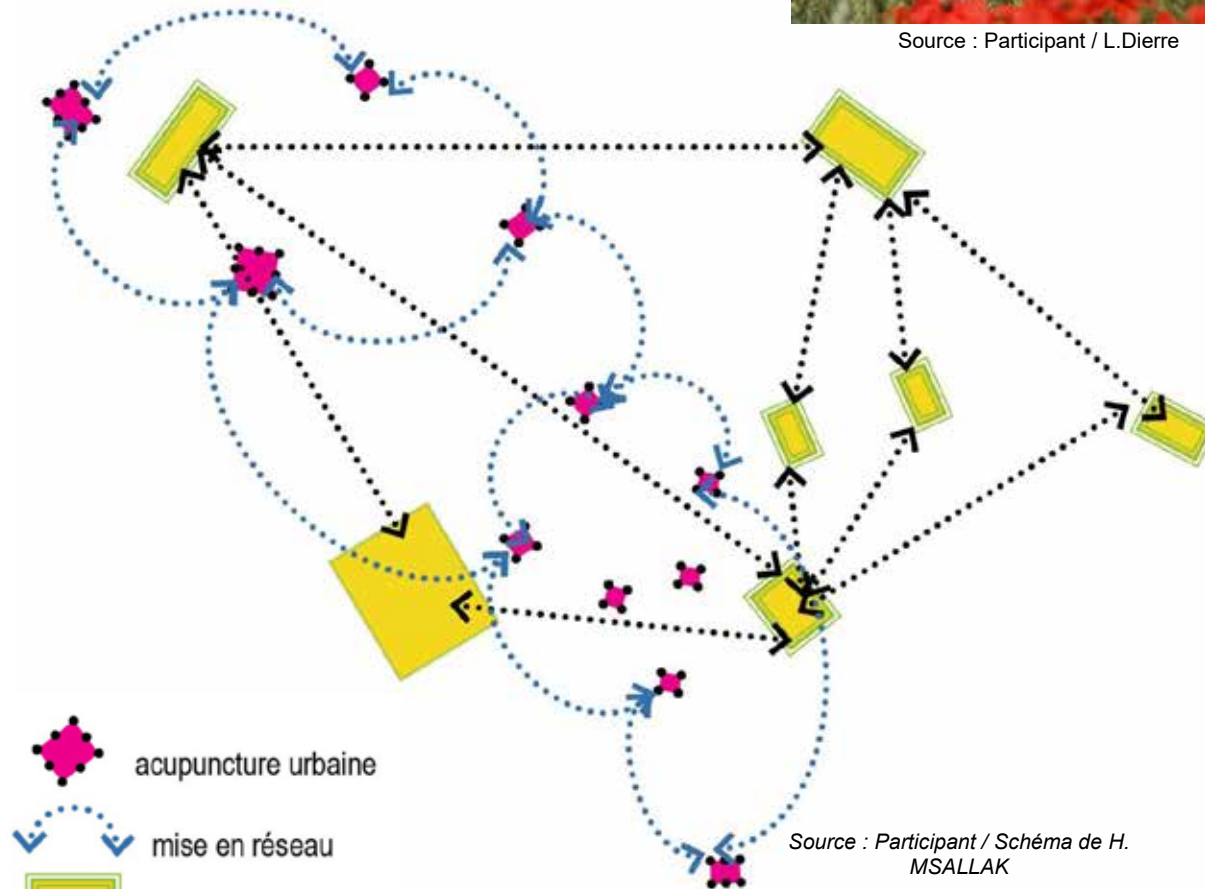 Source : Participant / L.Dierre
acupuncture urbaine
mise en réseau
Source : Participant / Schéma de H.
MSALLAK